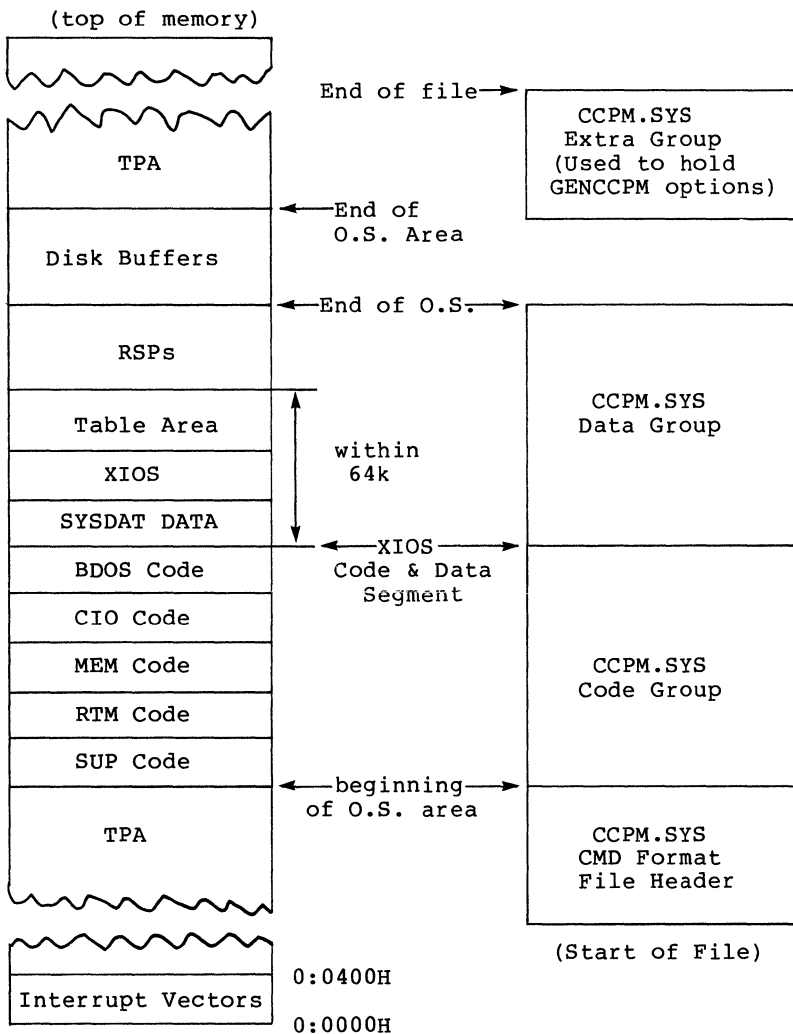 (top of memory)
End of file
CCPM.SYS
Extra Group
(Used to hold
GENCCPM options)
TPA
End of
O.S. Area
Disk Buffers
End of O.S.
RSPs
CCPM.SYS
Data Group
Table Area
within
64k
XIOS
SYSDAT DATA
XIOS
Code & Data
Segment
BDOS Code
CIO Code
MEM Code
CCPM.SYS
Code Group
RTM Code
SUP Code
beginning
of O.S. area
TPA
CCPM.SYS
CMD Format
File Header
(Start of File)
0:0400H
Interrupt Vectors
0:0000H